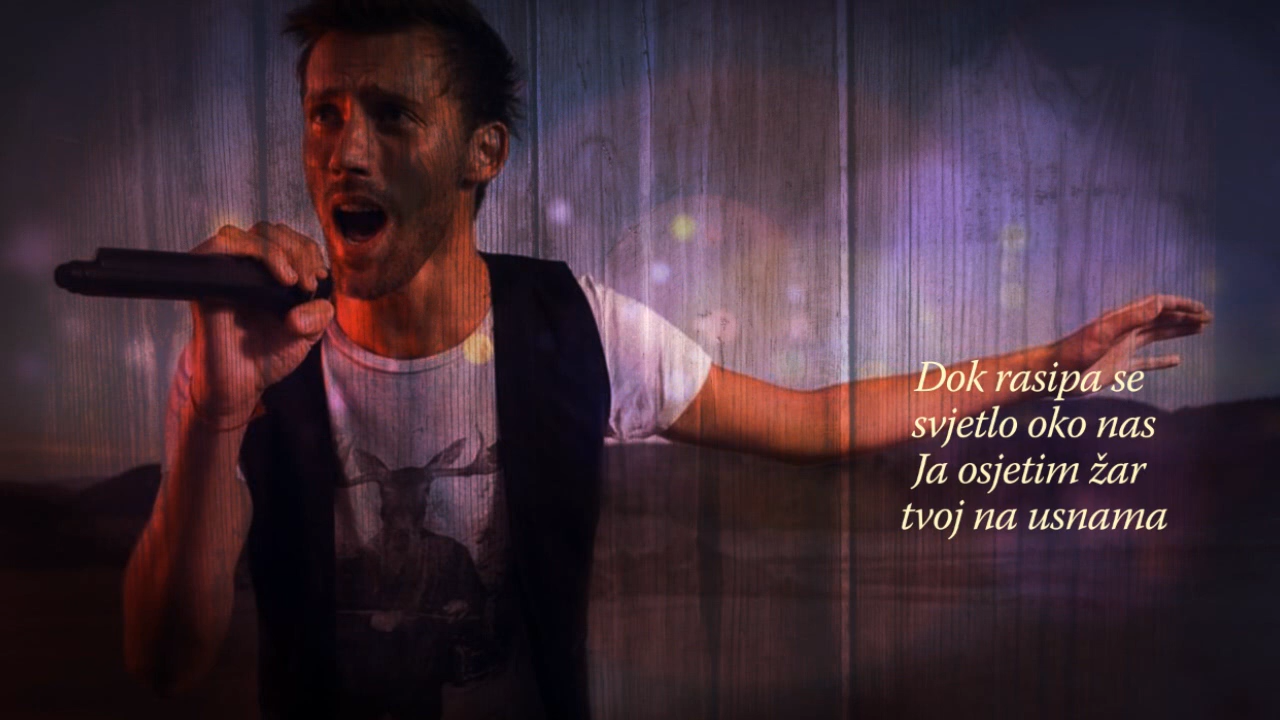 Dok rasipa se
svjetlo oko nas
Ja osjetim žar
tvoj na usnama